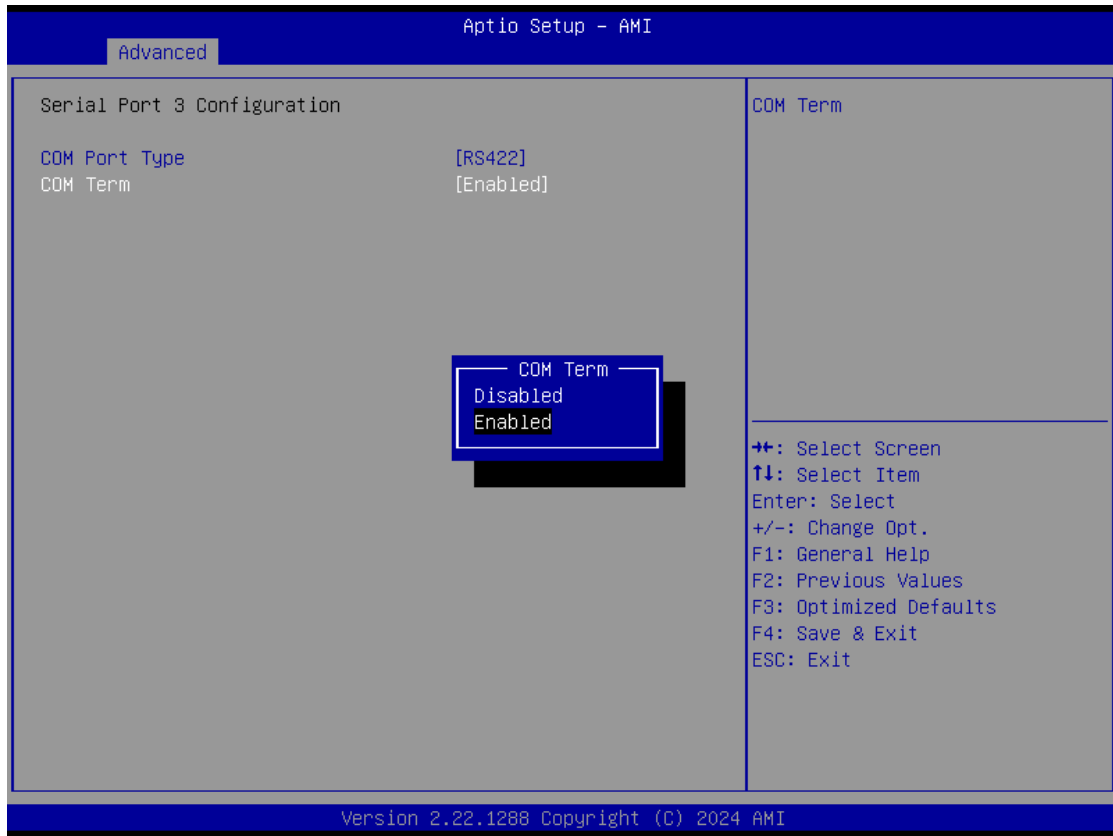 Aptio Setup – AMI
Advanced
Serial Port 3 Configuration
COM Port Type [RS422]
COM Term [Enabled]
COM Term
Disabled
Enabled
COM Term
→←: Select Screen
↑↓: Select Item
Enter: Select
+/-: Change Opt.
F1: General Help
F2: Previous Values
F3: Optimized Defaults
F4: Save & Exit
ESC: Exit
Version 2.22.1288 Copyright (C) 2024 AMI